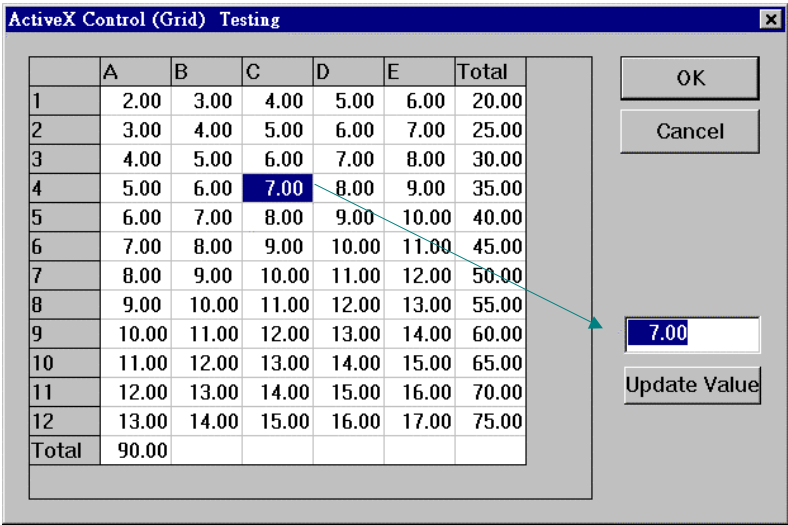 ActiveX Control (Grid) Testing
A B C D E Total
1 2.00 3.00 4.00 5.00 6.00 20.00
2 3.00 4.00 5.00 6.00 7.00 25.00
3 4.00 5.00 6.00 7.00 8.00 30.00
4 5.00 6.00 7.00 8.00 9.00 35.00
5 6.00 7.00 8.00 9.00 10.00 40.00
6 7.00 8.00 9.00 10.00 11.00 45.00
7 8.00 9.00 10.00 11.00 12.00 50.00
8 9.00 10.00 11.00 12.00 13.00 55.00
9 10.00 11.00 12.00 13.00 14.00 60.00
10 11.00 12.00 13.00 14.00 15.00 65.00
11 12.00 13.00 14.00 15.00 16.00 70.00
12 13.00 14.00 15.00 16.00 17.00 75.00
Total 90.00
OK
Cancel
7.00
Update Value